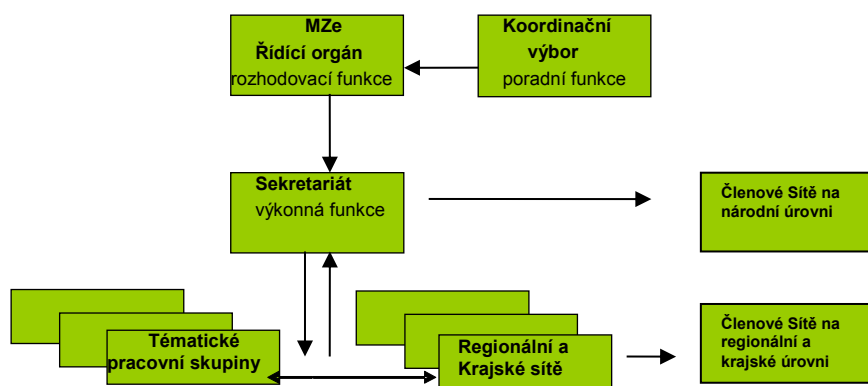 MZe
Řídící orgán
rozhodovací funkce
Koordinační
výbor
poradní funkce
Sekretariát
výkonná funkce
Členové Sítě na
národní úrovni
Tématické
pracovní skupiny
Regionální a
Krajské sítě
Členové Sítě na
regionální a
krajské úrovni